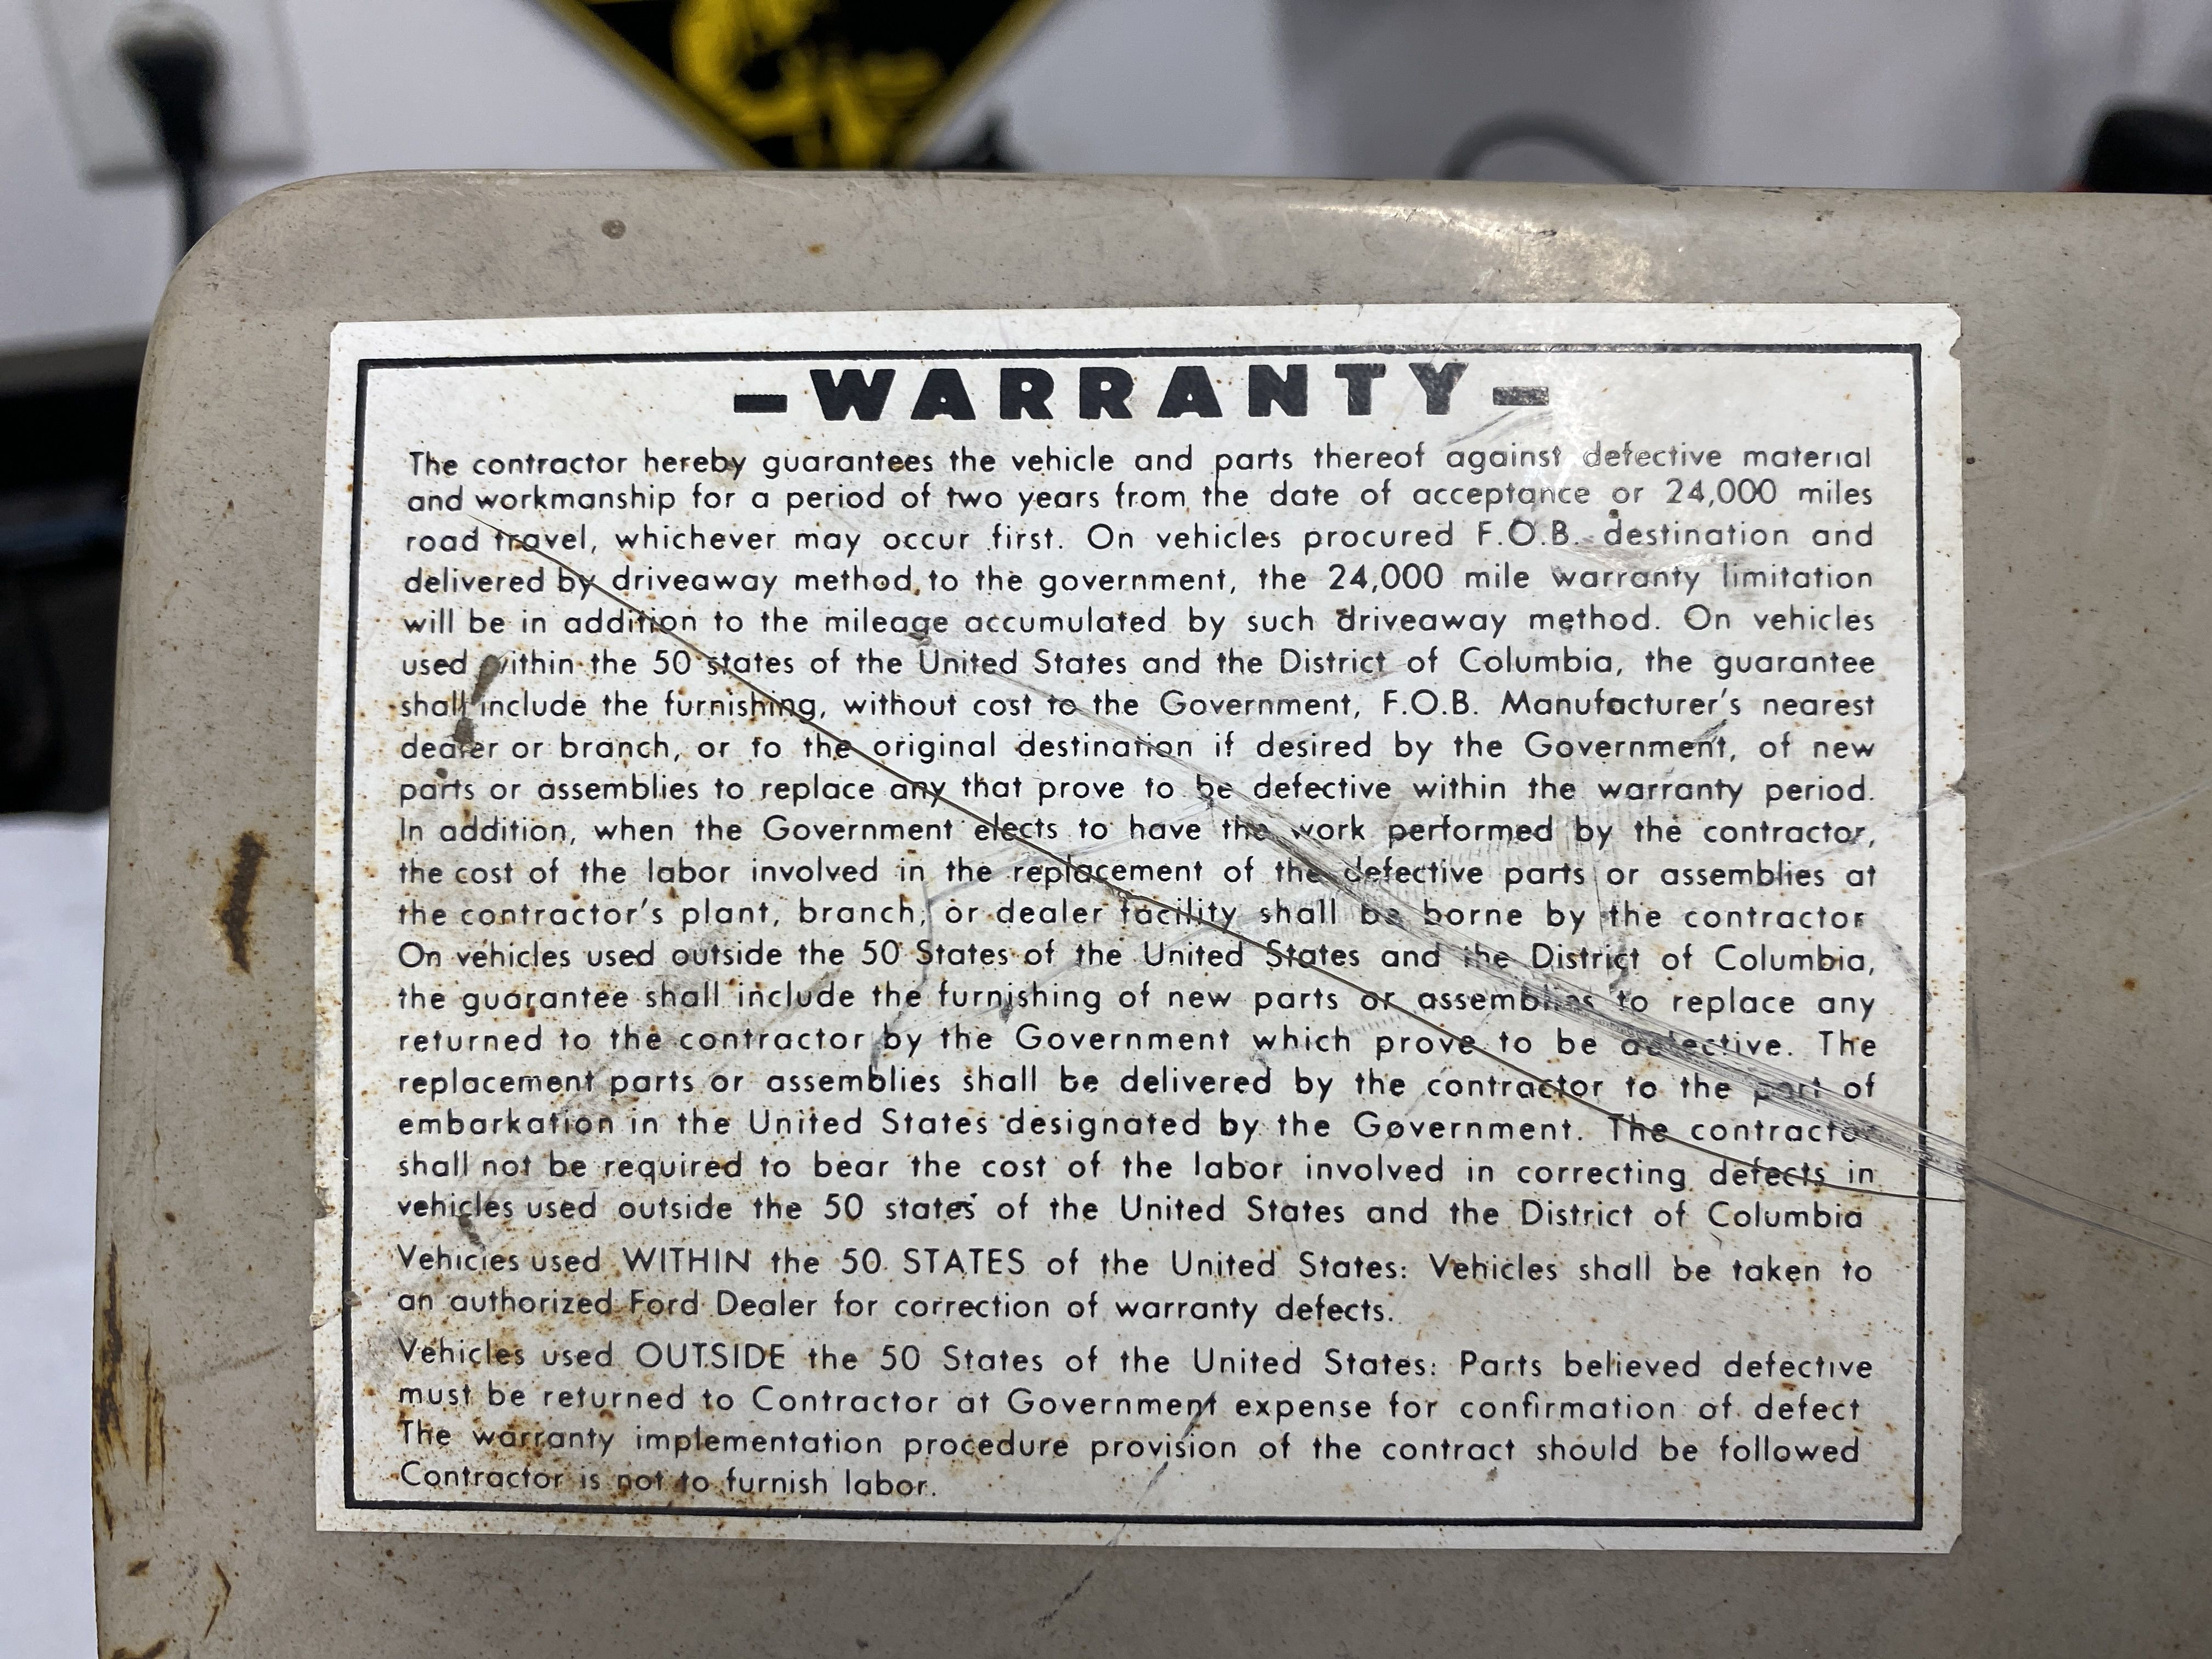 -WARRANTY-
The contractor hereby guarantees the vehicle and parts thereof against defective material
and workmanship for a period of two years from the date of acceptance or 24,000 miles
road travel, whichever may occur first. On vehicles procured F.O.B. destination and
delivered by driveaway method to the government, the 24,000 mile warranty limitation
will be in addition to the mileage accumulated by such driveaway method. On vehicles
used within the 50 states of the United States and the District of Columbia, the guarantee
shall include the furnishing, without cost to the Government, F.O.B. Manufacturer's nearest
dealer or branch, or to the original destination if desired by the Government, of new
parts or assemblies to replace any that prove to be defective within the warranty period.
In addition, when the Government elects to have the work performed by the contractor,
the cost of the labor involved in the replacement of the defective parts or assemblies at
the contractor's plant, branch, or dealer facility shall be borne by the contractor
On vehicles used outside the 50 States of the United States and the District of Columbia,
the guarantee shall include the furnishing of new parts or assemblies to replace any
returned to the contractor by the Government which prove to be defective. The
replacement parts or assemblies shall be delivered by the contractor to the port of
embarkation in the United States designated by the Government. The contractor
shall not be required to bear the cost of the labor involved in correcting defects in
vehicles used outside the 50 states of the United States and the District of Columbia
Vehicles used WITHIN the 50 STATES of the United States: Vehicles shall be taken to
an authorized Ford Dealer for correction of warranty defects.
Vehicles used OUTSIDE the 50 States of the United States: Parts believed defective
must be returned to Contractor at Government expense for confirmation of defect
The warranty implementation procedure provision of the contract should be followed
Contractor is not to furnish labor.